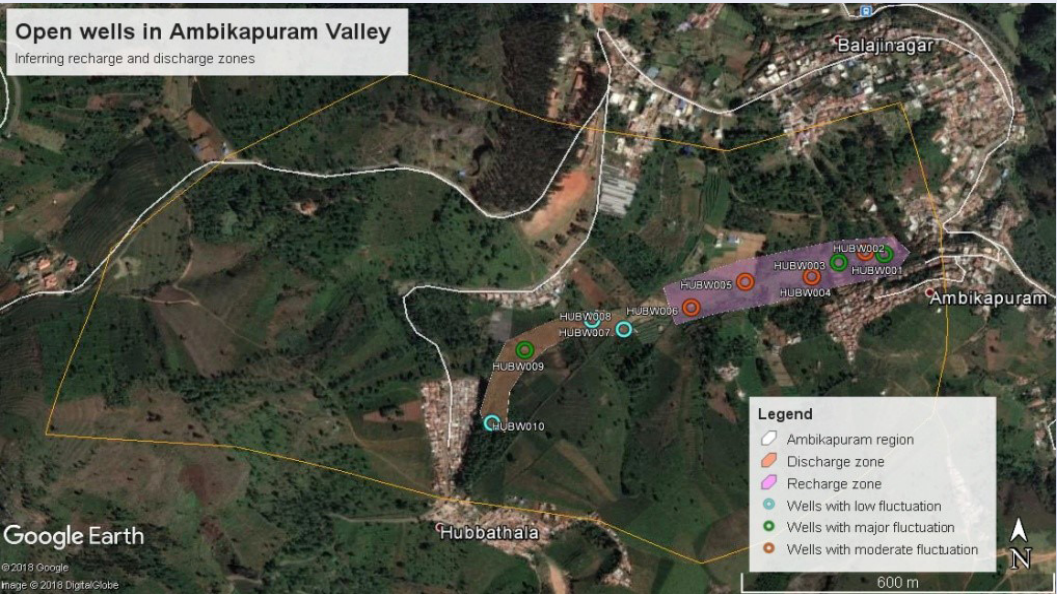 Open wells in Ambikapuram Valley
Inferring recharge and discharge zones
Balajinagar
HUBW002
HUBW003
HUBW001
HUBW005
HUBW004
Ambikapuram
HUBW006
HUBW008
HUBW007
HUBW009
HUBW010
Legend
Ambikapuram region
Discharge zone
Recharge zone
Wells with low fluctuation
Wells with major fluctuation
Wells with moderate fluctuation
Hubbathala
Google Earth
© 2018 Google
Image © 2018 DigitalGlobe
N
600 m